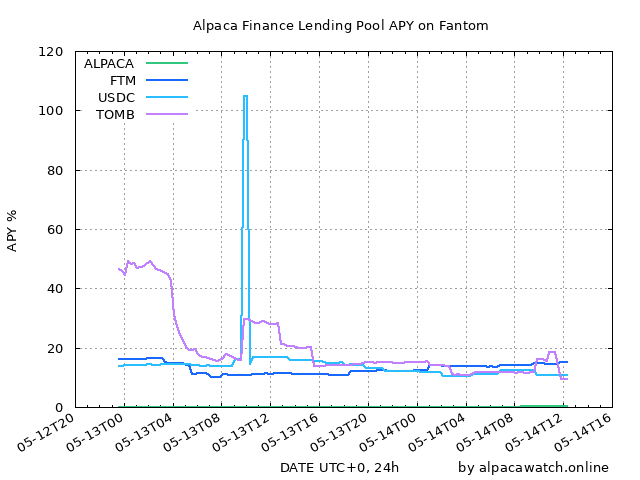 Alpaca Finance Lending Pool APY on Fantom
120
100
80
60
40
20
0
APY %
ALPACA
FTM
USDC
TOMB
05-12T20
05-13T00
05-13T04
05-13T08
05-13T12
05-13T16
05-13T20
05-14T00
05-14T04
05-14T08
05-14T12
05-14T16
DATE UTC+0, 24h
by alpacawatch.online